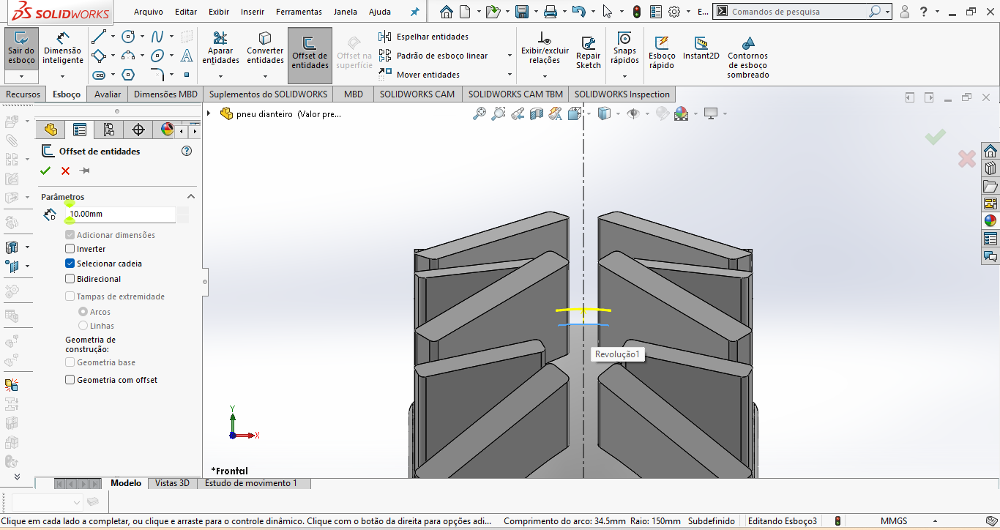 SOLIDWORKS
Arquivo Editar Exibir Inserir Ferramentas Janela Ajuda
E...
Comandos de pesquisa
?
Sair do esboço
Dimensão inteligente
Aparar entidades
Converter entidades
Offset de entidades
Offset na superfície
Espelhar entidades
Padrão de esboço linear
Mover entidades
Exibir/excluir relações
Repair Sketch
Snaps rápidos
Esboço rápido
Instant2D
Contornos de esboço sombreado
Recursos Esboço Avaliar Dimensões MBD Suplementos do SOLIDWORKS MBD SOLIDWORKS CAM SOLIDWORKS CAM TBM SOLIDWORKS Inspection
pneu dianteiro (Valor pre...
Offset de entidades
?
Parâmetros
D
10.00mm
Adicionar dimensões
Inverter
Selecionar cadeia
Bidirecional
Tampas de extremidade
Arcos
Linhas
Geometria de
construção:
Geometria base
Geometria com offset
Revolução1
Y
X
*Frontal
Modelo Vistas 3D Estudo de movimento 1
Clique em cada lado a completar, ou clique e arraste para o controle dinâmico. Clique com o botão da direita para opções adi... Comprimento do arco: 34.5mm Raio: 150mm Subdefinido Editando Esboço3 MMGS